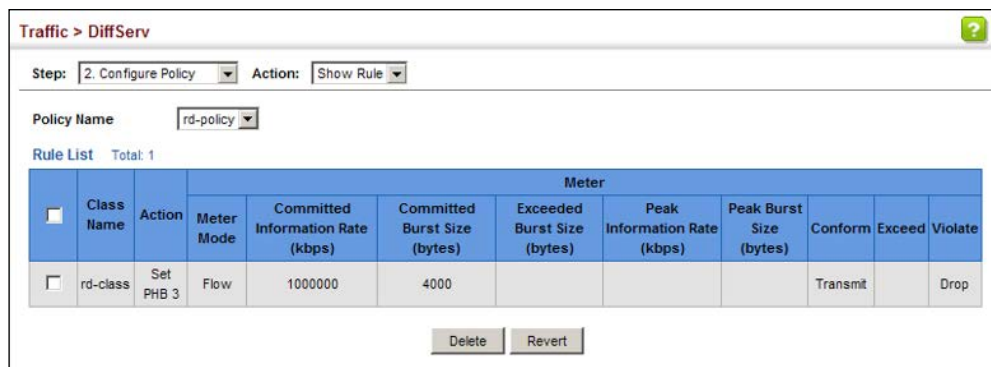 Traffic > DiffServ
?
Step: 2. Configure Policy Action: Show Rule
Policy Name rd-policy
Rule List Total: 1
Class Name Action Meter
Meter Mode Committed Information Rate (kbps) Committed Burst Size (bytes) Exceeded Burst Size (bytes) Peak Information Rate (kbps) Peak Burst Size (bytes) Conform Exceed Violate
rd-class Set PHB 3 Flow 1000000 4000 Transmit Drop
Delete Revert